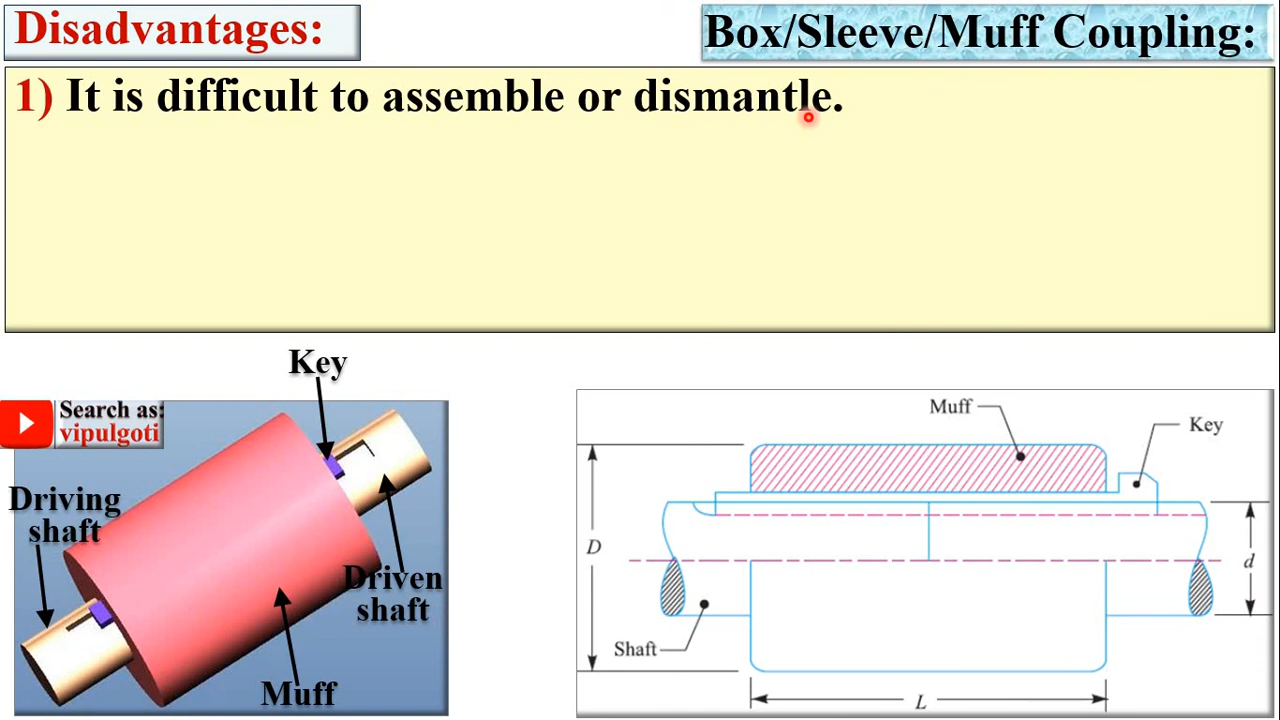 Disadvantages:
Box/Sleeve/Muff Coupling:
1) It is difficult to assemble or dismantle.
Key
Search as:
vipulgoti
Driving
shaft
Driven
shaft
Muff
Muff
Key
D
d
Shaft
L